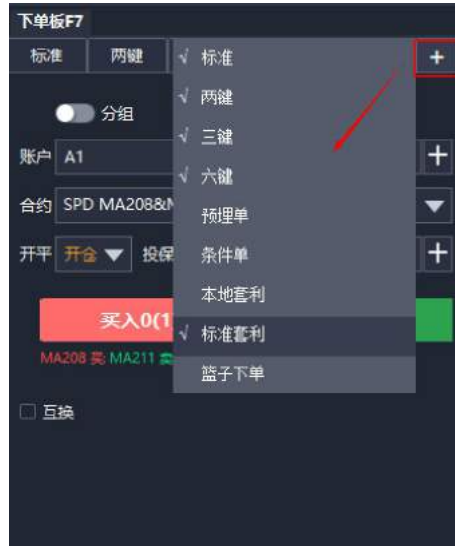 下单板F7
标准 两键 +
√ 标准
√ 两键
√ 三键
√ 六键
预埋单
条件单
本地套利
√ 标准套利
篮子下单
分组
账户 A1 +
合约 SPD MA208&
开平 开仓 投保 +
买入0(1
MA208 买; MA211 卖
互换